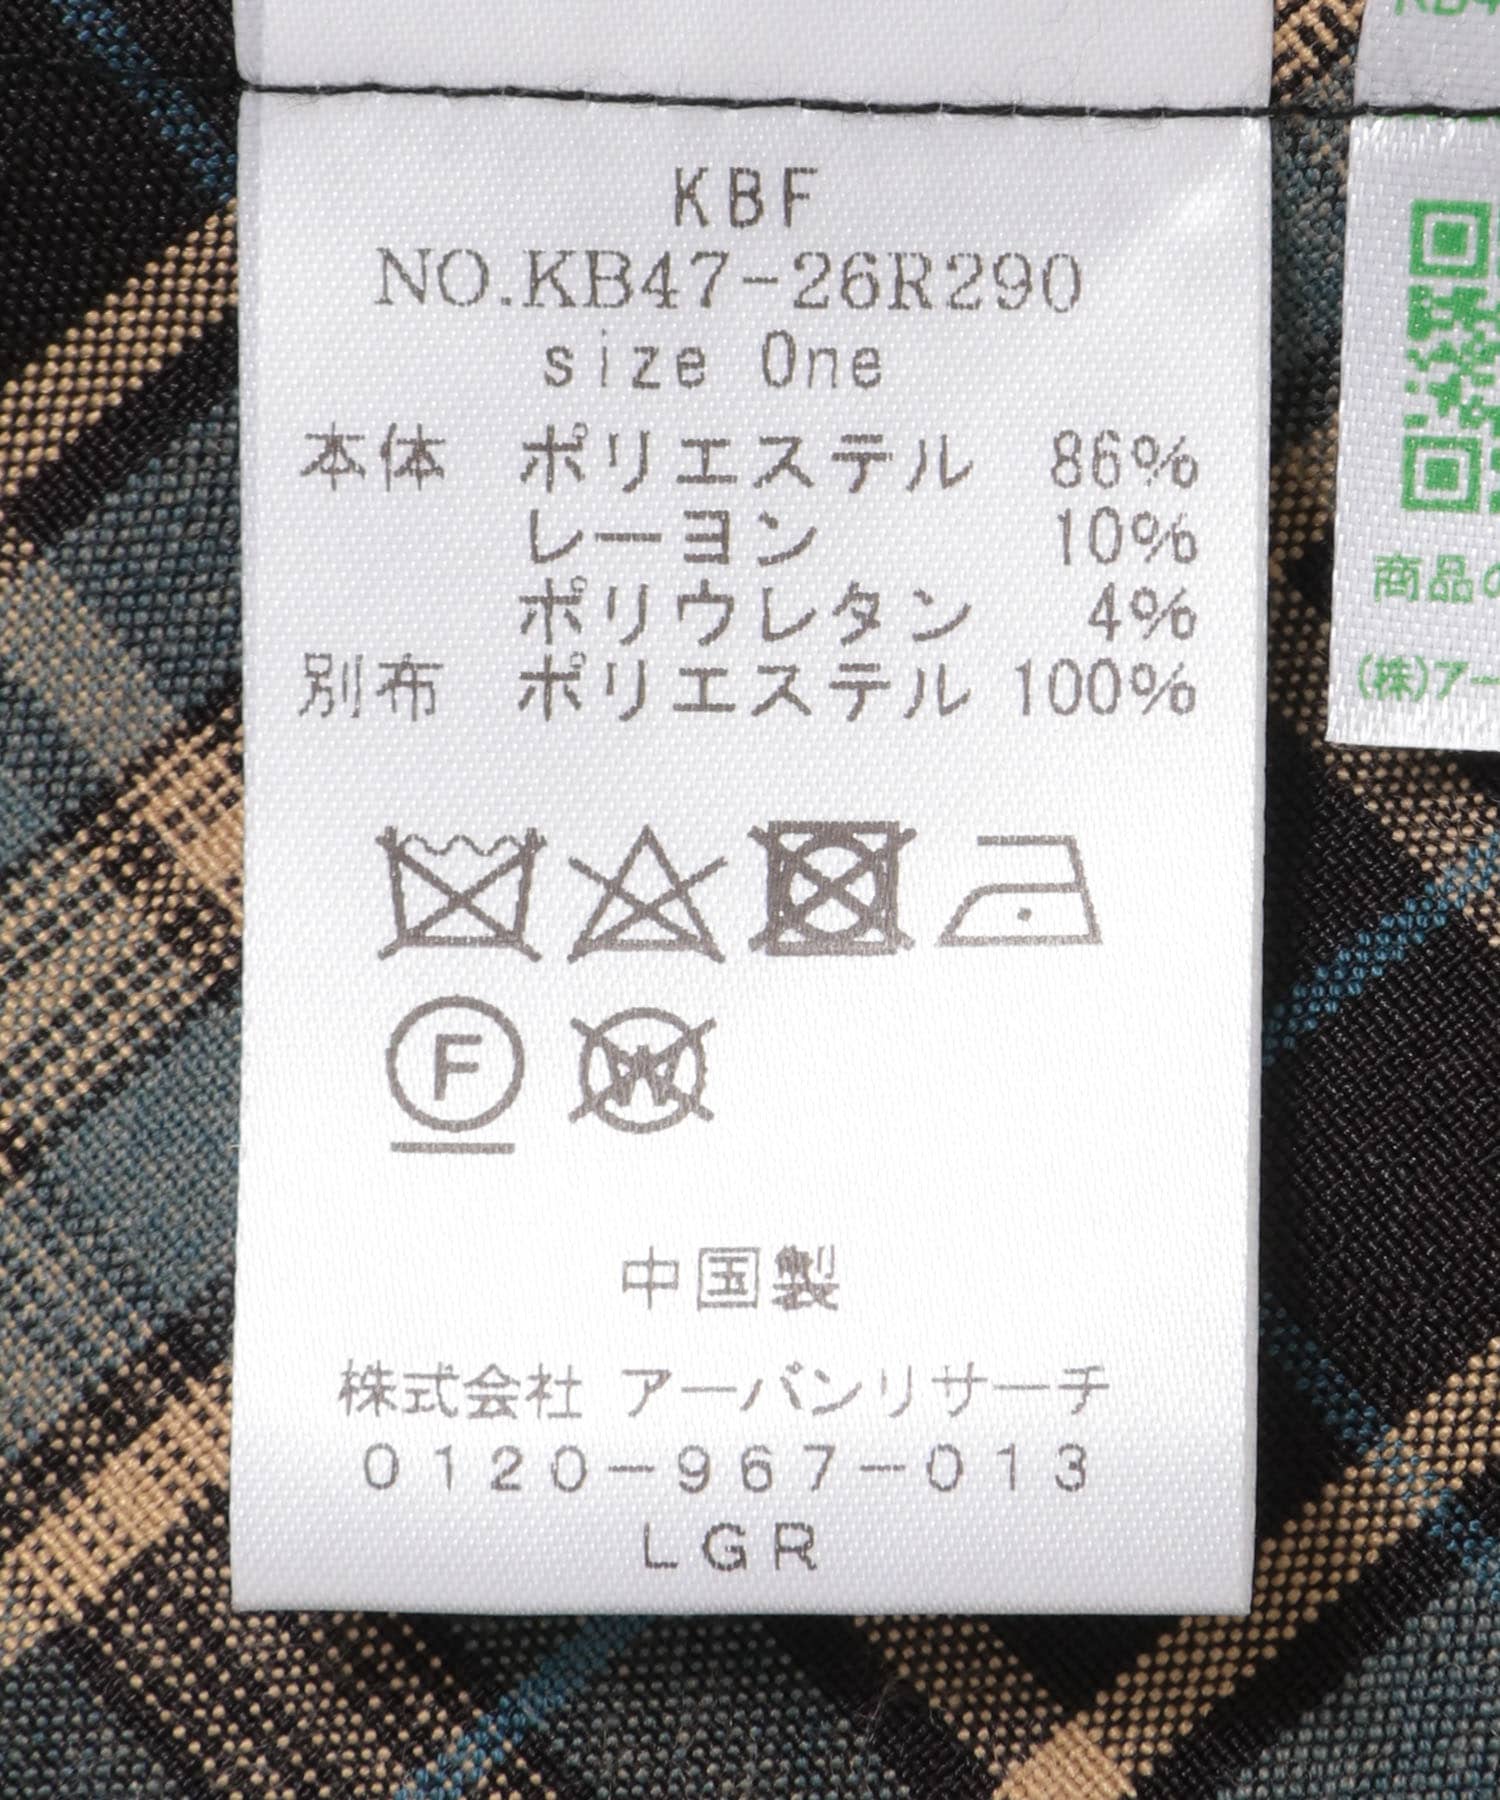 KBF
NO.KB47-26R290
size One
本体 ポリエステル 86%
レーヨン 10%
ポリウレタン 4%
別布 ポリエステル 100%
F
W
中国製
株式会社 アーバンリサーチ
0120-967-013
LGR
商品の
(株)アー